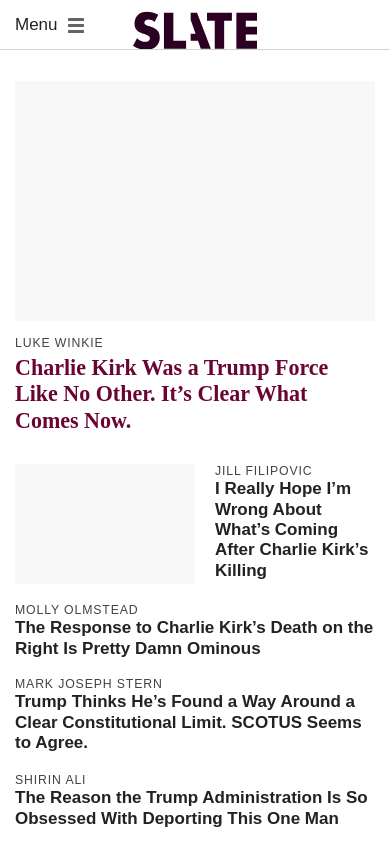 Menu
SLATE
LUKE WINKIE
Charlie Kirk Was a Trump Force
Like No Other. It’s Clear What
Comes Now.
JILL FILIPOVIC
I Really Hope I’m
Wrong About
What’s Coming
After Charlie Kirk’s
Killing
MOLLY OLMSTEAD
The Response to Charlie Kirk’s Death on the
Right Is Pretty Damn Ominous
MARK JOSEPH STERN
Trump Thinks He’s Found a Way Around a
Clear Constitutional Limit. SCOTUS Seems
to Agree.
SHIRIN ALI
The Reason the Trump Administration Is So
Obsessed With Deporting This One Man